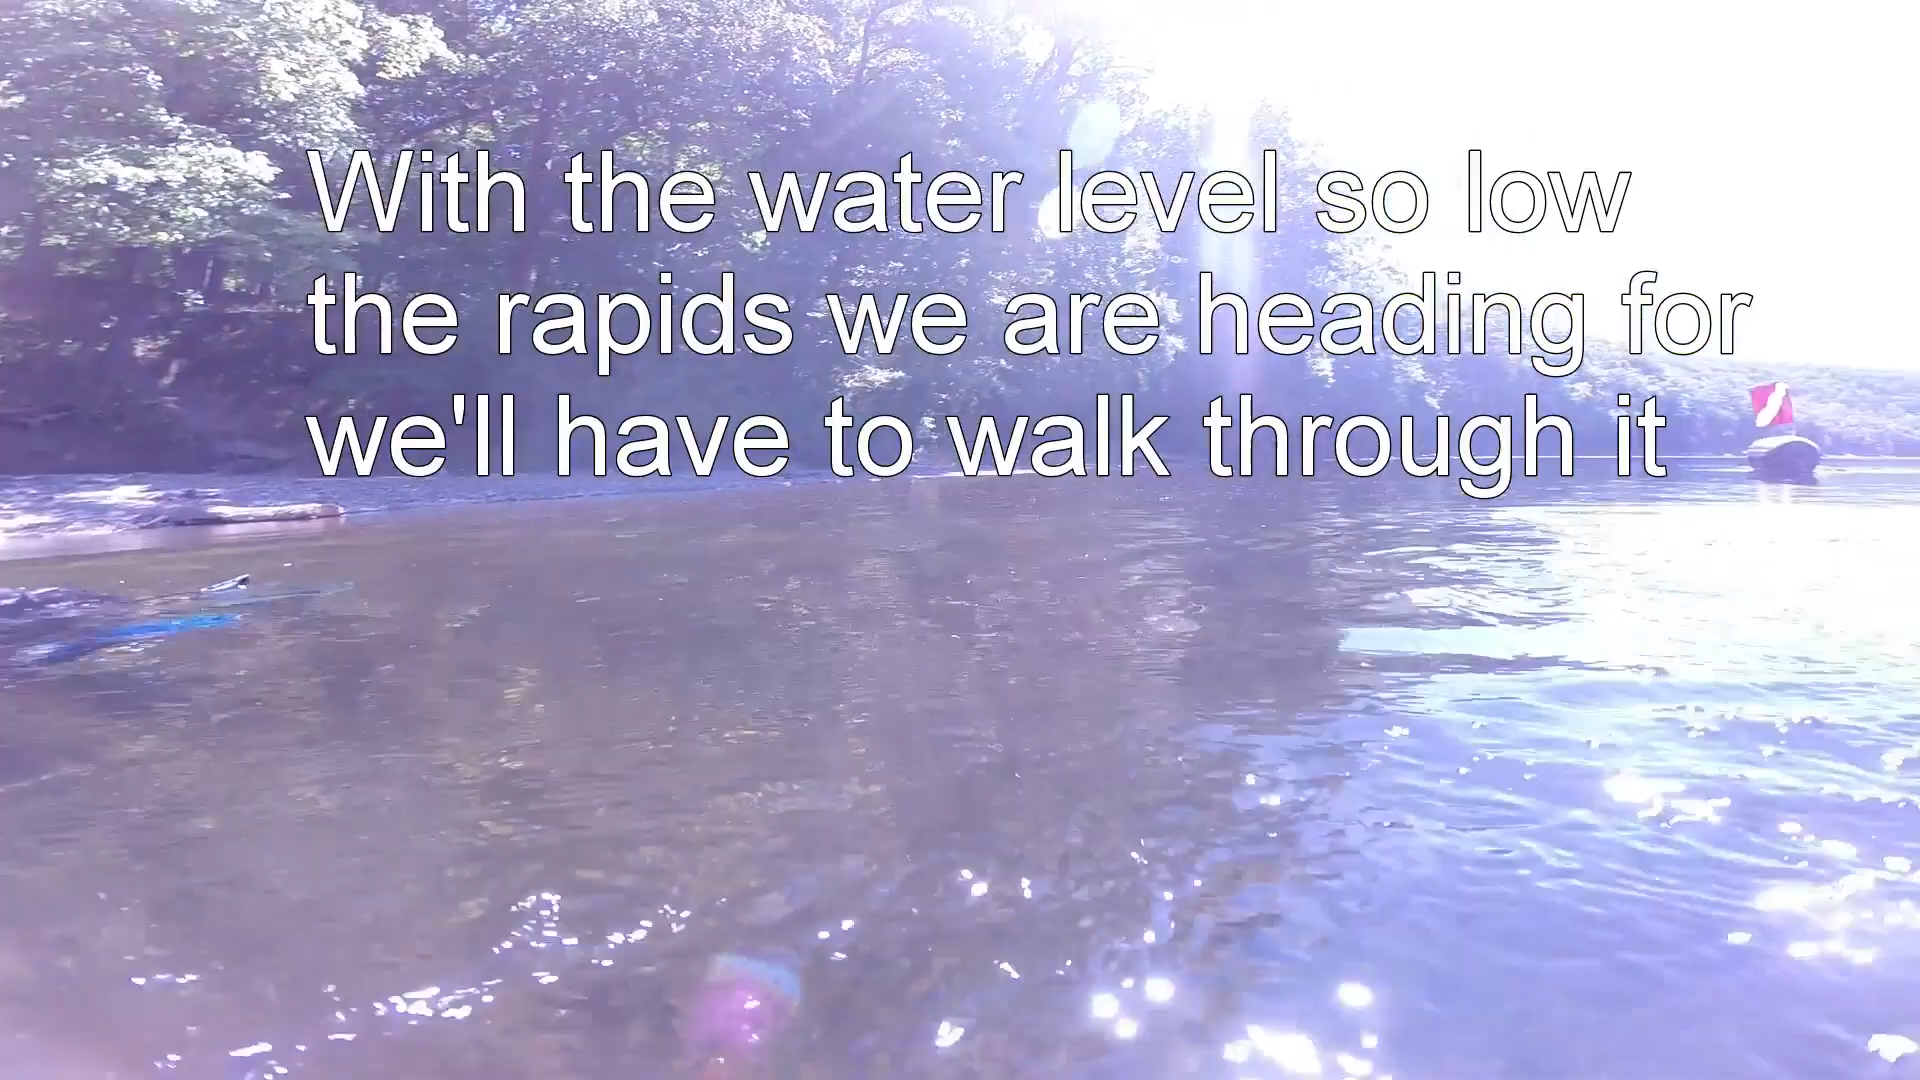 With the water level so low
the rapids we are heading for
we'll have to walk through it